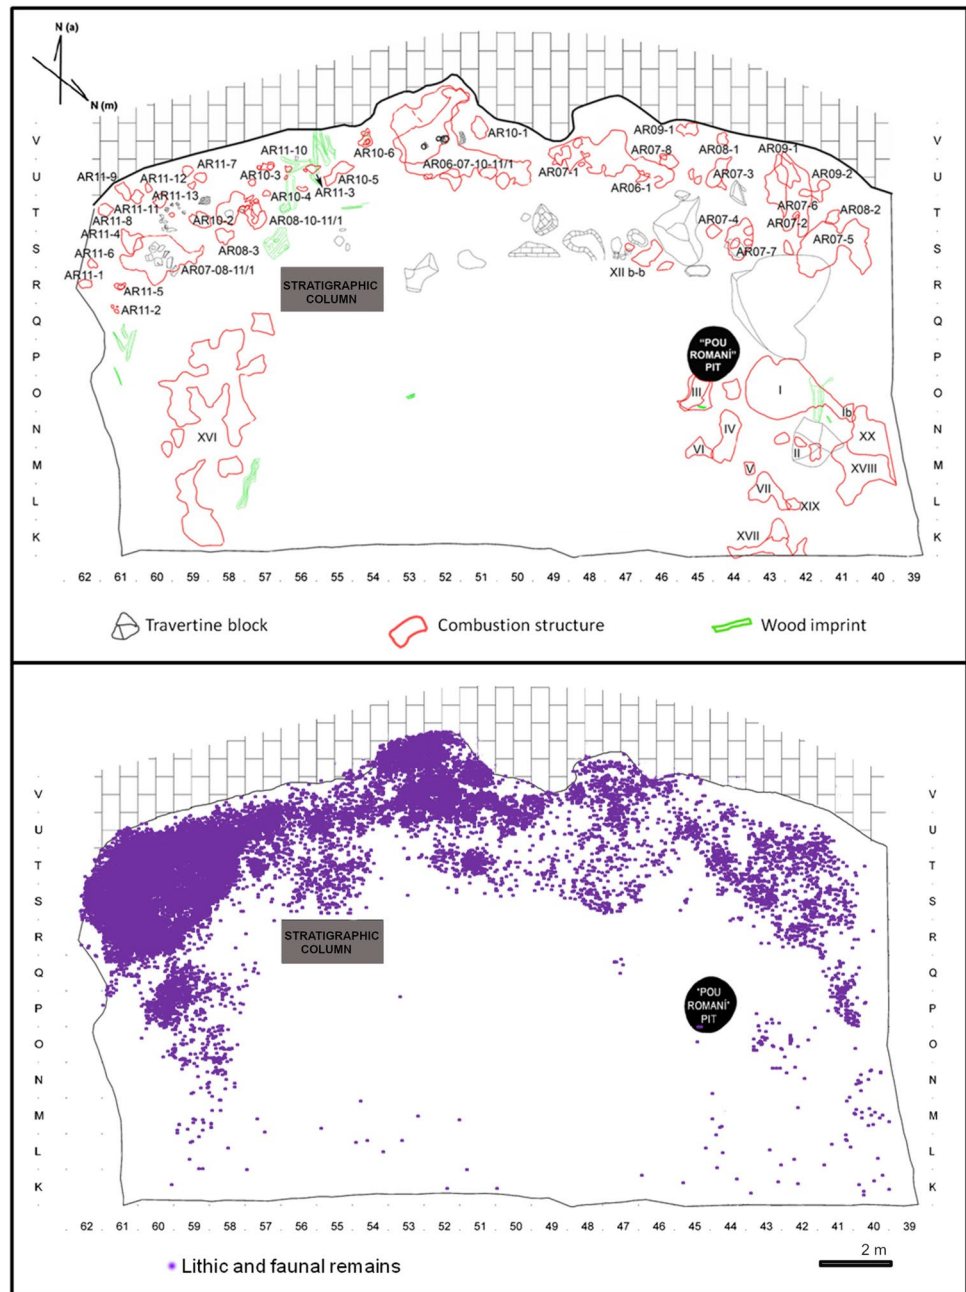 N (a)
N (m)
V
U
T
S
R
Q
P
O
N
M
L
K
V
U
T
S
R
Q
P
O
N
M
L
K
AR11-10
AR11-7
AR11-12
AR11-9
AR11-13
AR10-3
AR10-6
AR10-5
AR11-3
AR10-4
AR11-11
AR11-8
AR10-2
AR08-10-11/1
AR11-4
AR08-3
AR11-6
AR07-08-11/1
AR11-1
AR11-5
AR11-2
AR10-1
AR06-07-10-11/1
AR09-1
AR07-8
AR08-1
AR09-1
AR07-1
AR07-3
AR09-2
AR06-1
AR07-6
AR07-4
AR07-2
AR08-2
AR07-7
AR07-5
XII b-b
STRATIGRAPHIC
COLUMN
"POU
ROMANÍ"
PIT
III
I
Ib
IV
XX
XVI
VI
II
V
XVIII
VII
XIX
XVII
62 61 60 59 58 57 56 55 54 53 52 51 50 49 48 47 46 45 44 43 42 41 40 39
Travertine block
Combustion structure
Wood imprint
V
U
T
S
R
Q
P
O
N
M
L
K
V
U
T
S
R
Q
P
O
N
M
L
K
STRATIGRAPHIC
COLUMN
"POU
ROMANÍ"
PIT
62 61 60 59 58 57 56 55 54 53 52 51 50 49 48 47 46 45 44 43 42 41 40 39
Lithic and faunal remains
2 m